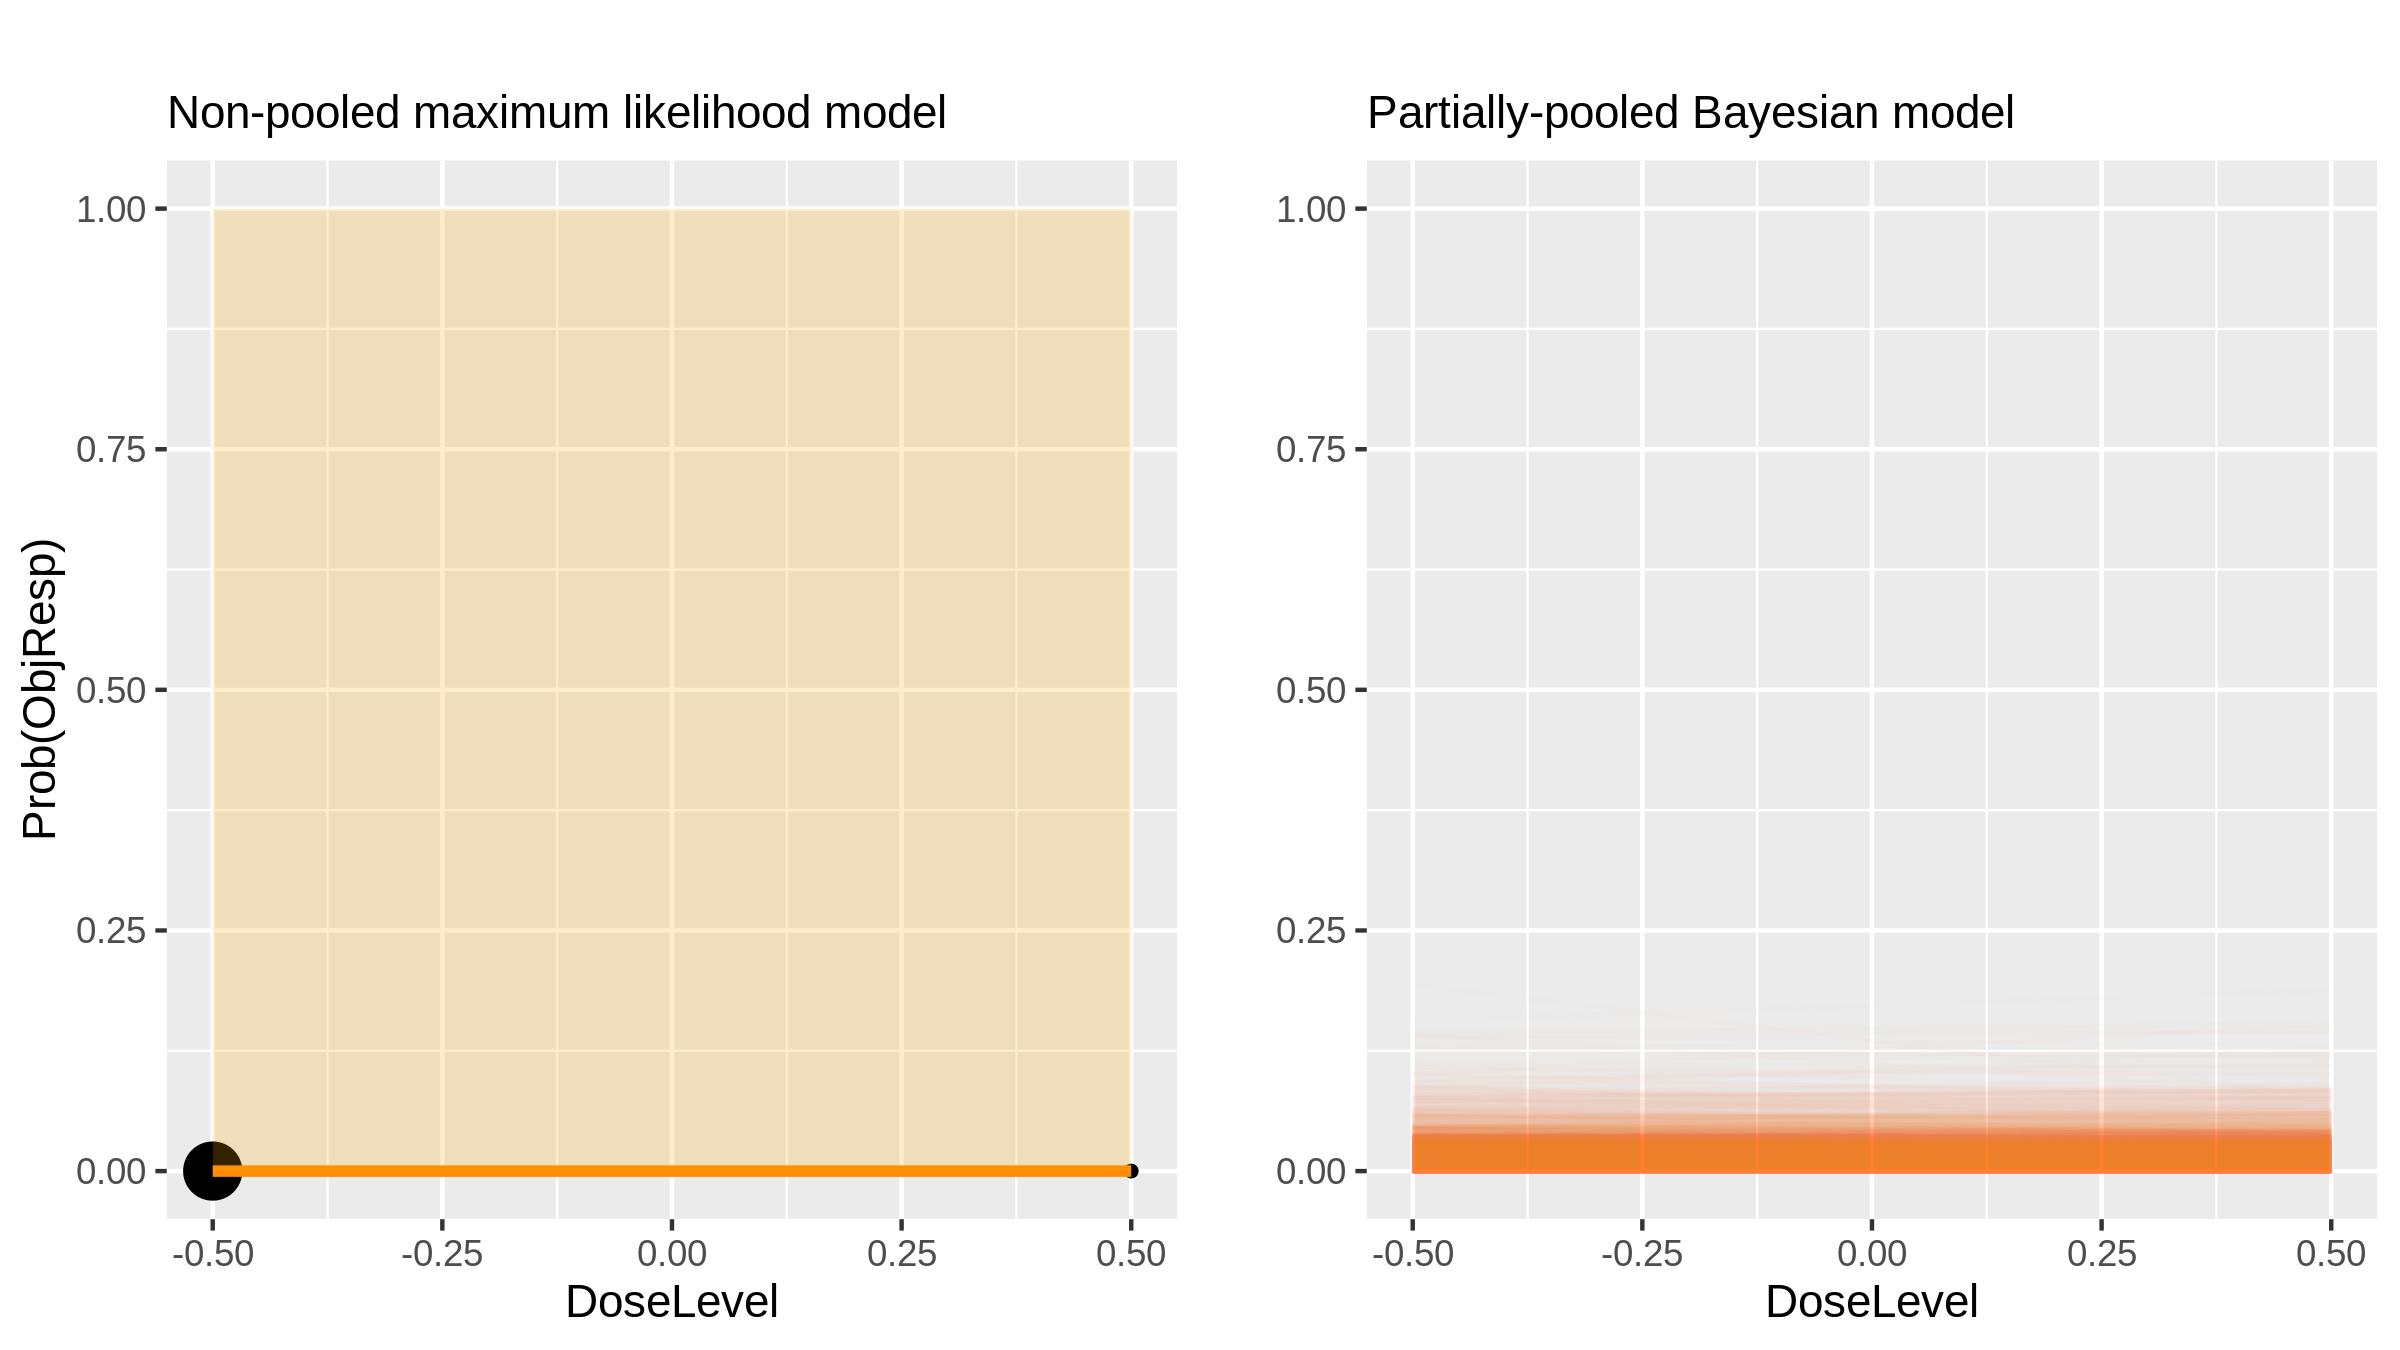 Non-pooled maximum likelihood model
Prob(ObjResp)
1.00
0.75
0.50
0.25
0.00
-0.50 -0.25 0.00 0.25 0.50
DoseLevel
Partially-pooled Bayesian model
1.00
0.75
0.50
0.25
0.00
-0.50 -0.25 0.00 0.25 0.50
DoseLevel